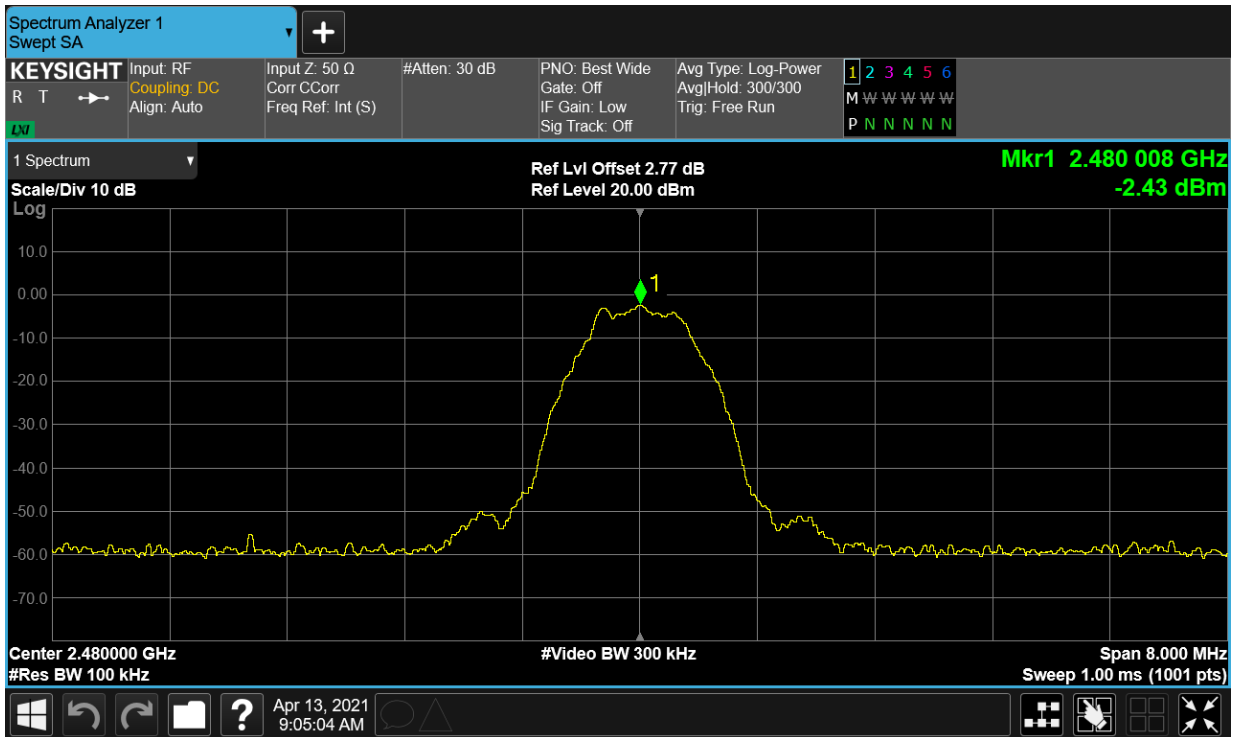 Spectrum Analyzer 1
Swept SA
+
KEYSIGHT
R T
LXI
Input: RF
Coupling: DC
Align: Auto
Input Z: 50 Ω
Corr CCorr
Freq Ref: Int (S)
#Atten: 30 dB
PNO: Best Wide
Gate: Off
IF Gain: Low
Sig Track: Off
Avg Type: Log-Power
Avg|Hold: 300/300
Trig: Free Run
1 2 3 4 5 6
M W W W W W
P N N N N N
1 Spectrum
Scale/Div 10 dB
Log
Ref Lvl Offset 2.77 dB
Ref Level 20.00 dBm
Mkr1 2.480 008 GHz
-2.43 dBm
10.0
0.00
-10.0
-20.0
-30.0
-40.0
-50.0
-60.0
-70.0
1
Center 2.480000 GHz
#Res BW 100 kHz
#Video BW 300 kHz
Span 8.000 MHz
Sweep 1.00 ms (1001 pts)
?
Apr 13, 2021
9:05:04 AM